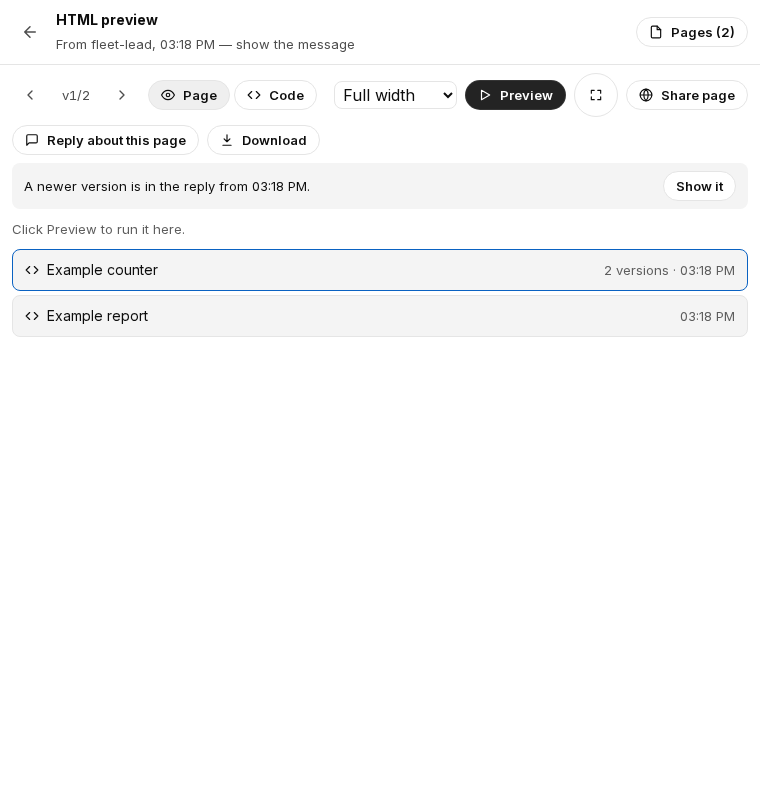 HTML preview
From fleet-lead, 03:18 PM — show the message
Pages (2)
v1/2
Page
Code
Full width
Preview
Share page
Reply about this page
Download
A newer version is in the reply from 03:18 PM.
Show it
Click Preview to run it here.
Example counter
2 versions · 03:18 PM
Example report
03:18 PM